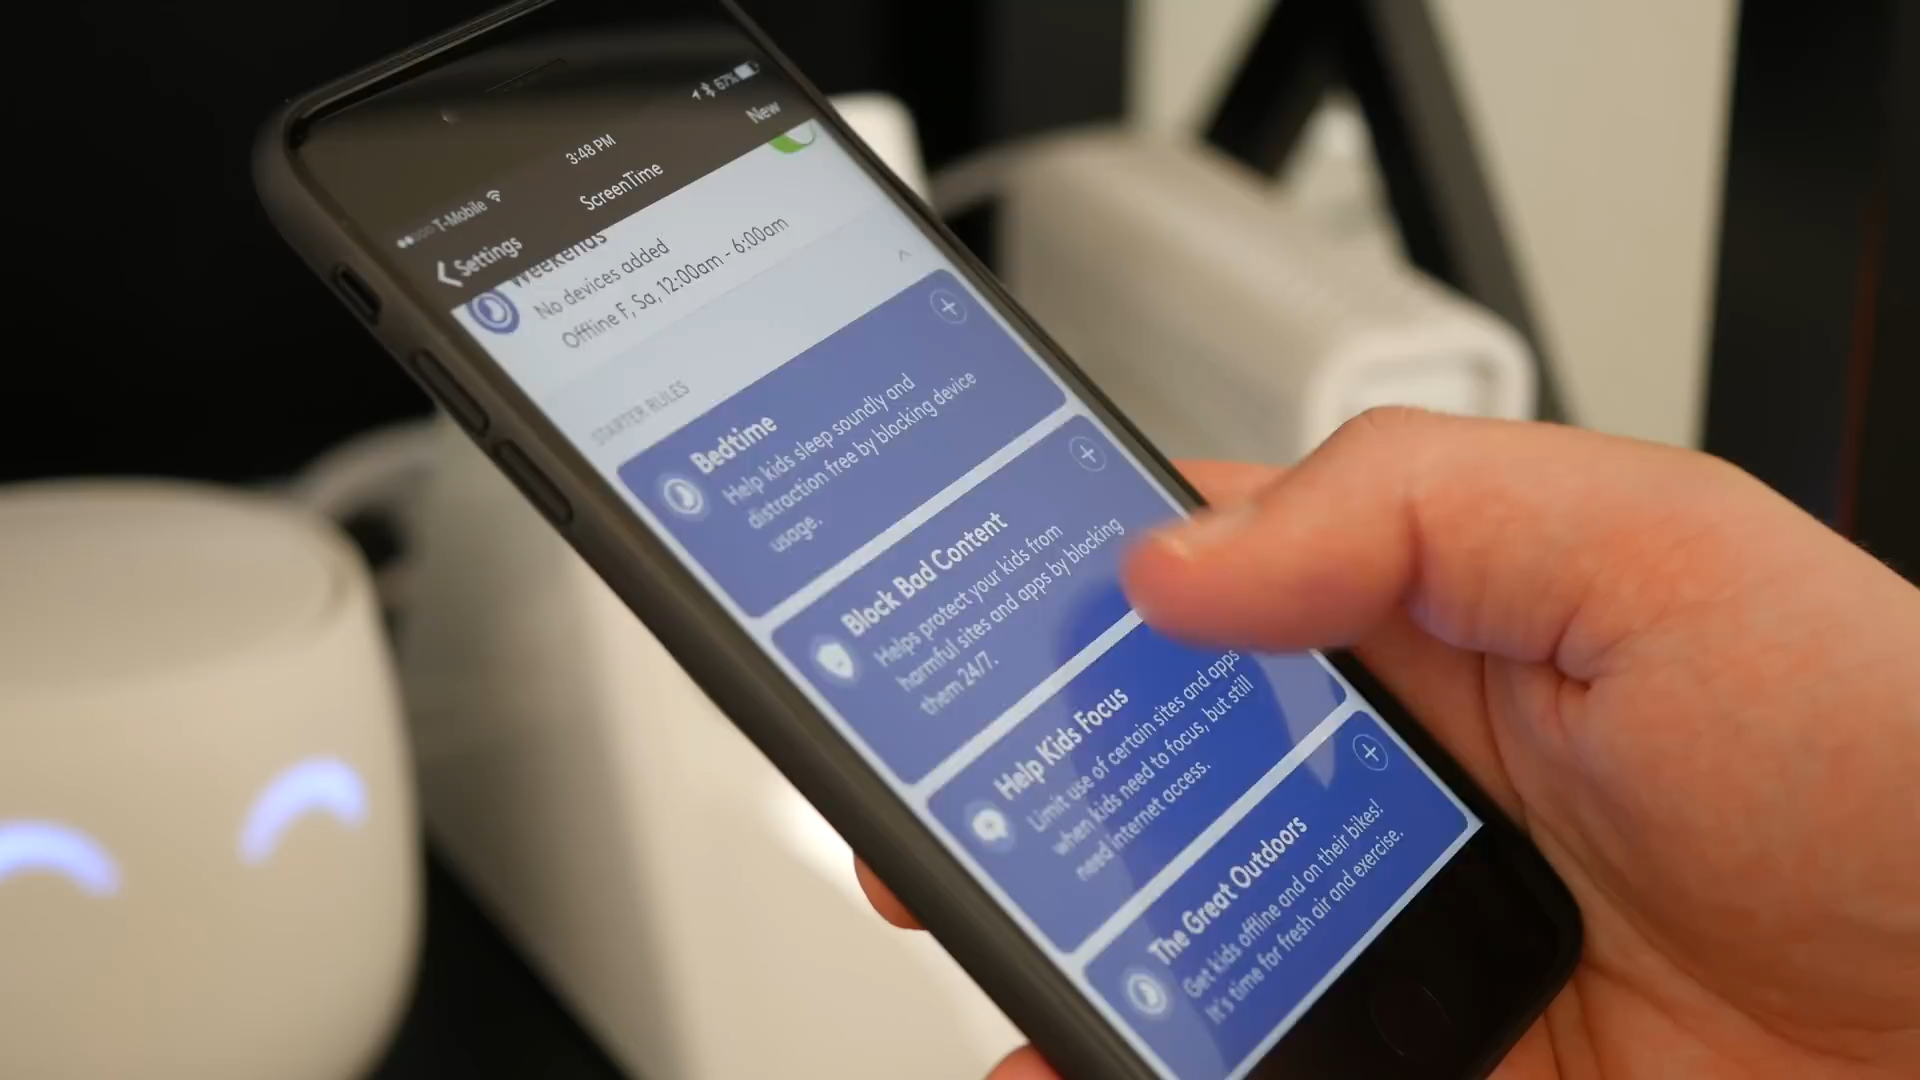 T-Mobile
3:48 PM
67%
Settings
ScreenTime
New
Weekends
No devices added
Offline F, Sa, 12:00am - 6:00am
STARTER RULES
Bedtime
Help kids sleep soundly and
distraction free by blocking device
usage.
Block Bad Content
Helps protect your kids from
harmful sites and apps by blocking
them 24/7.
Help Kids Focus
Limit use of certain sites and apps
when kids need to focus, but still
need internet access.
The Great Outdoors
Get kids offline and on their bikes!
It's time for fresh air and exercise.